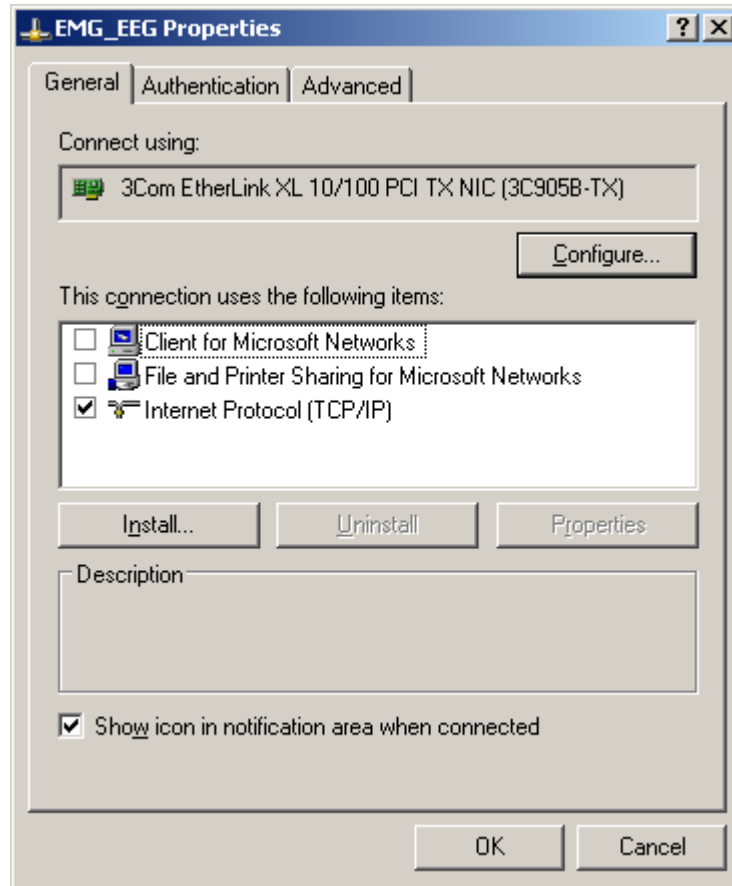 EMG_EEG Properties
General Authentication Advanced
Connect using:
3Com EtherLink XL 10/100 PCI TX NIC (3C905B-TX)
Configure...
This connection uses the following items:
Client for Microsoft Networks
File and Printer Sharing for Microsoft Networks
Internet Protocol (TCP/IP)
Install... Uninstall Properties
Description
Show icon in notification area when connected
OK Cancel